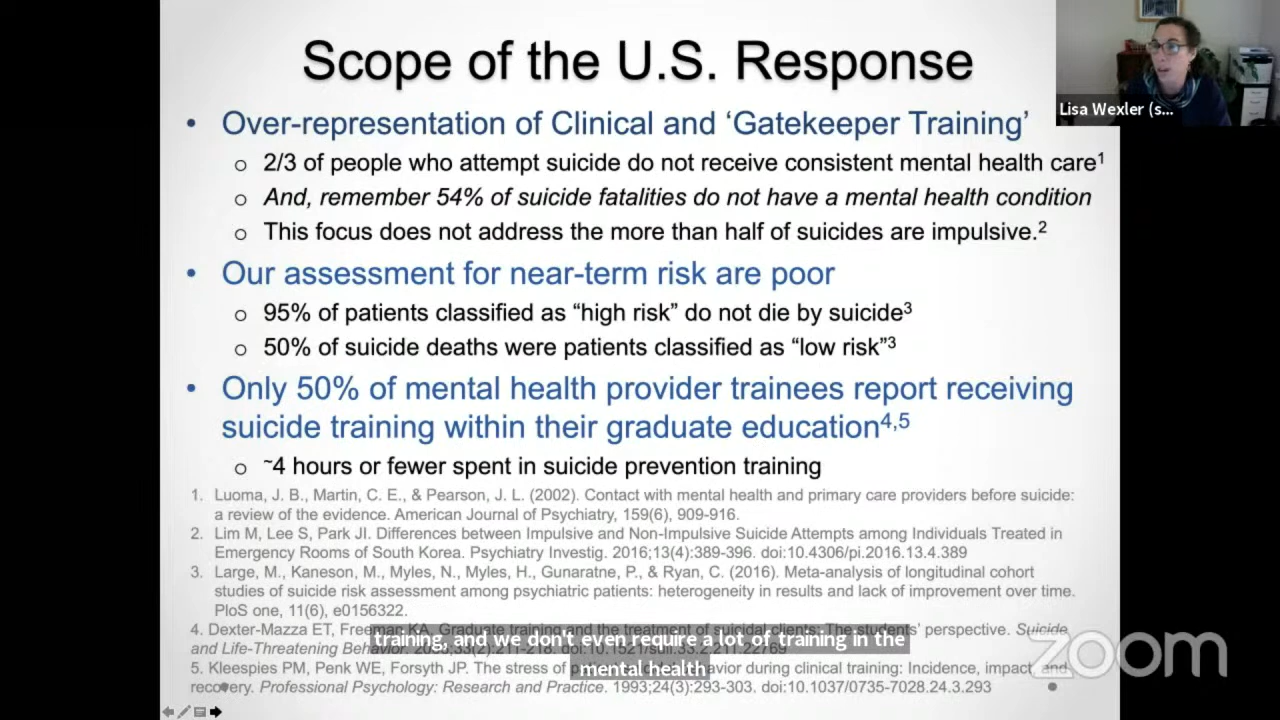 Scope of the U.S. Response
Lisa Wexler (s...
• Over-representation of Clinical and ‘Gatekeeper Training’
o 2/3 of people who attempt suicide do not receive consistent mental health care1
o And, remember 54% of suicide fatalities do not have a mental health condition
o This focus does not address the more than half of suicides are impulsive.2
• Our assessment for near-term risk are poor
o 95% of patients classified as “high risk” do not die by suicide3
o 50% of suicide deaths were patients classified as “low risk”3
• Only 50% of mental health provider trainees report receiving
suicide training within their graduate education4,5
o ~4 hours or fewer spent in suicide prevention training
1. Luoma, J. B., Martin, C. E., & Pearson, J. L. (2002). Contact with mental health and primary care providers before suicide:
a review of the evidence. American Journal of Psychiatry, 159(6), 909-916.
2. Lim M, Lee S, Park JI. Differences between Impulsive and Non-Impulsive Suicide Attempts among Individuals Treated in
Emergency Rooms of South Korea. Psychiatry Investig. 2016;13(4):389-396. doi:10.4306/pi.2016.13.4.389
3. Large, M., Kaneson, M., Myles, N., Myles, H., Gunaratne, P., & Ryan, C. (2016). Meta-analysis of longitudinal cohort
studies of suicide risk assessment among psychiatric patients: heterogeneity in results and lack of improvement over time.
PloS one, 11(6), e0156322.
4. Dexter-Mazza ET, Freeman KA. Graduate training and the treatment of suicidal clients: The students’ perspective. Suicide
and Life-Threatening Behavior. 33(2):211-218. doi:10.1521/suli.33.2.211.22769
training, and we don't even require a lot of training in the
mental health
5. Kleespies PM, Penk WE, Forsyth JP. The stress of behavior during clinical training: Incidence, impact, and
recovery. Professional Psychology: Research and Practice. 1993;24(3):293-303. doi:10.1037/0735-7028.24.3.293
zoom